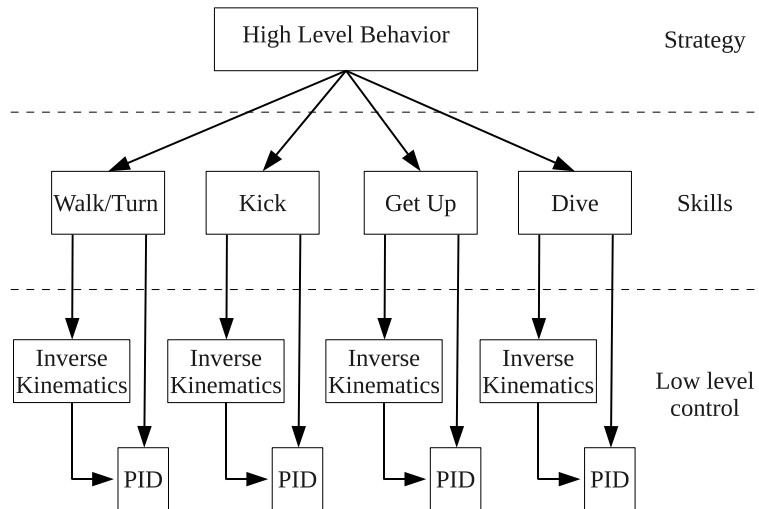 High Level Behavior
Strategy
Walk/Turn
Kick
Get Up
Dive
Skills
Inverse
Kinematics
Inverse
Kinematics
Inverse
Kinematics
Inverse
Kinematics
Low level
control
PID
PID
PID
PID